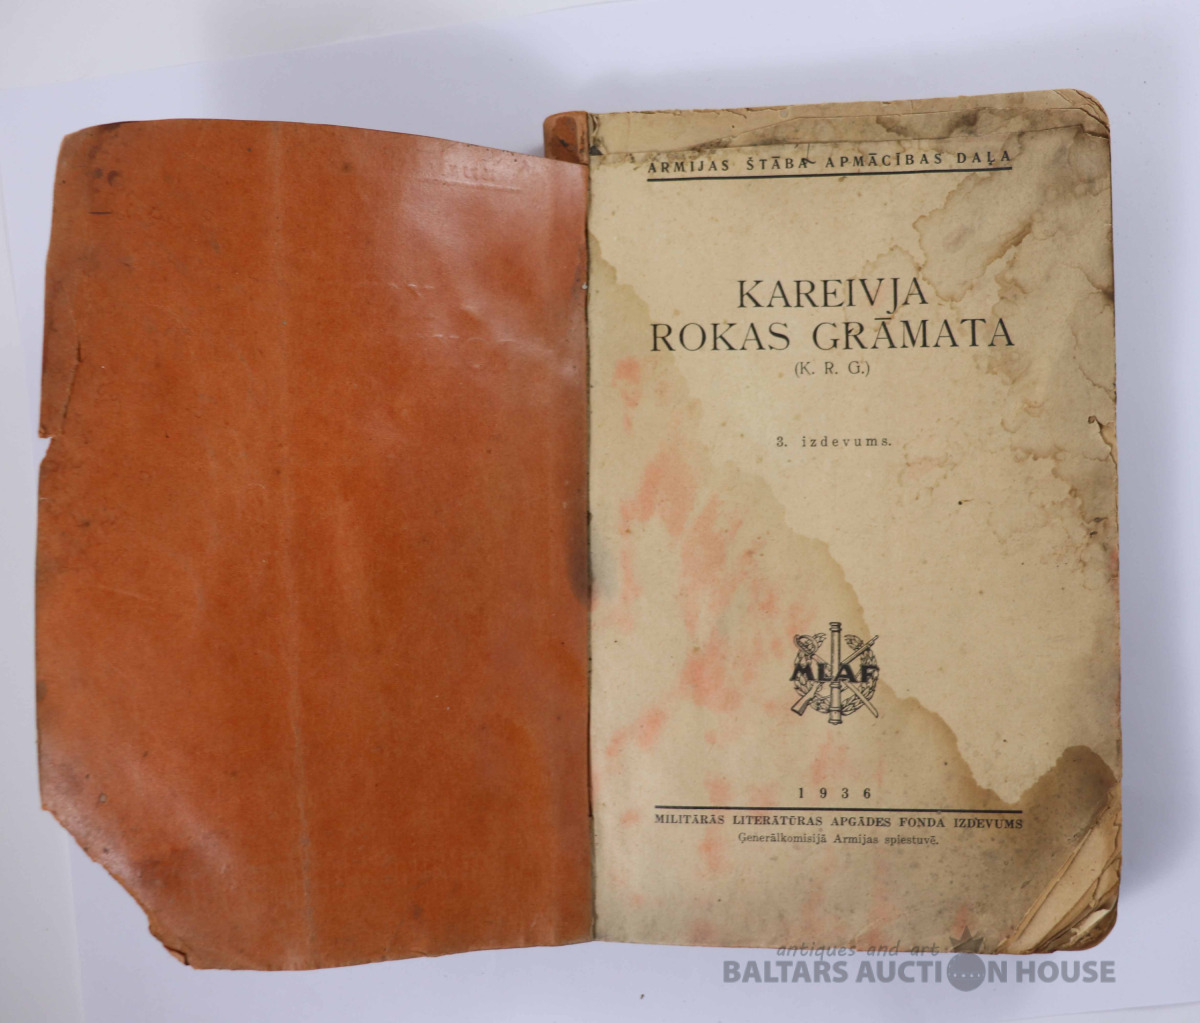 ARMIJAS ŠTĀBA APMĀCĪBAS DAĻA
KAREIVJA
ROKAS GRĀMATA
(K. R. G.)
3. izdevums.
MLAF
1936
MILITĀRĀS LITERĀTŪRAS APGĀDES FONDA IZDEVUMS
Ģenerālkomisijā Armijas spiestuvē.
antiques and art
BALTARS AUCTION HOUSE